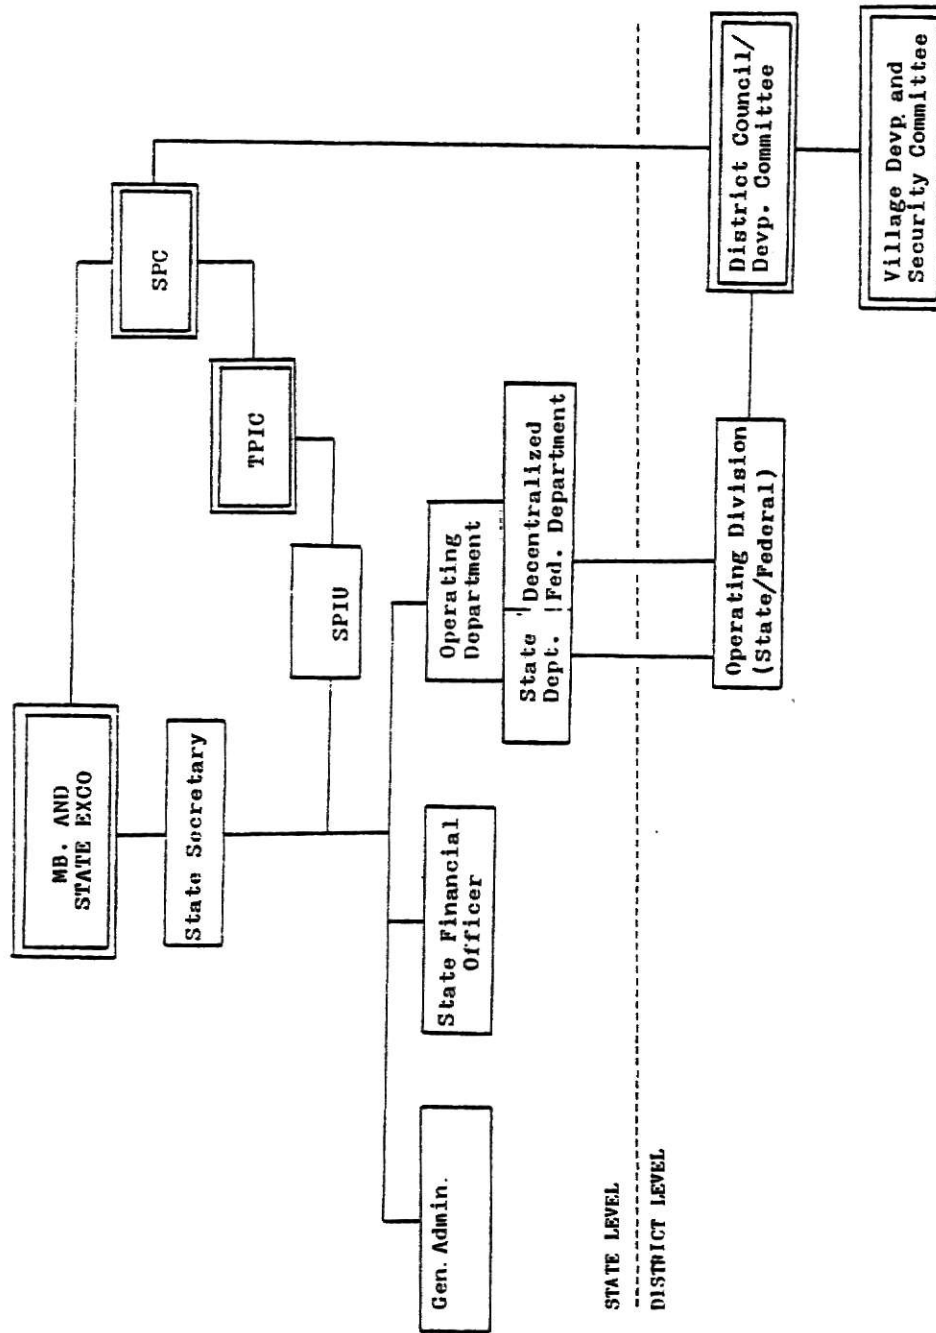 MB. AND
STATE EXCO
State Secretary
SPC
TPIC
SPIU
Gen. Admin.
State Financial
Officer
Operating
Department
State
Dept.
Decentralized
Fed. Department
STATE LEVEL
DISTRICT LEVEL
Operating Division
(State/Federal)
District Council/
Devp. Committee
Village Devp. and
Security Committee